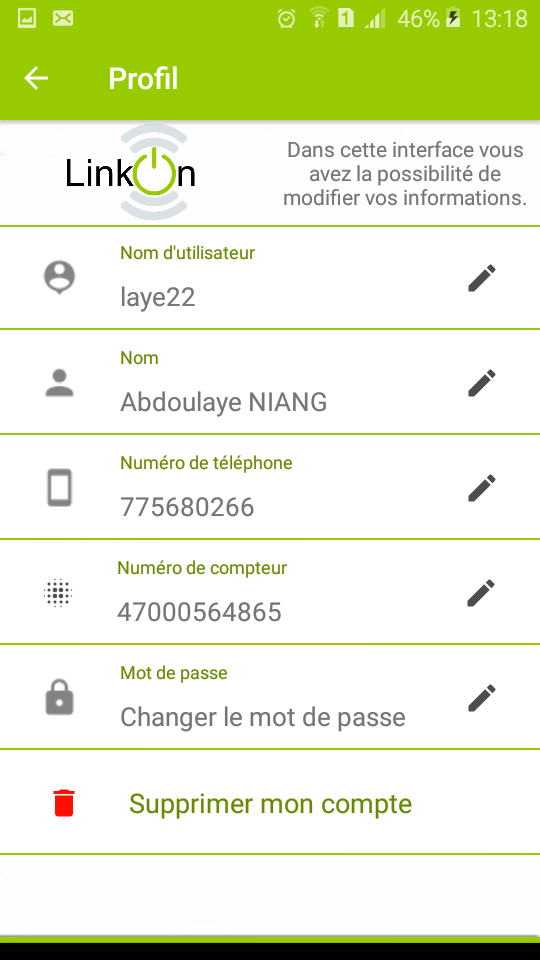 1 46% 13:18
Profil
LinkOn
Dans cette interface vous
avez la possibilité de
modifier vos informations.
Nom d'utilisateur
laye22
Nom
Abdoulaye NIANG
Numéro de téléphone
775680266
Numéro de compteur
47000564865
Mot de passe
Changer le mot de passe
Supprimer mon compte